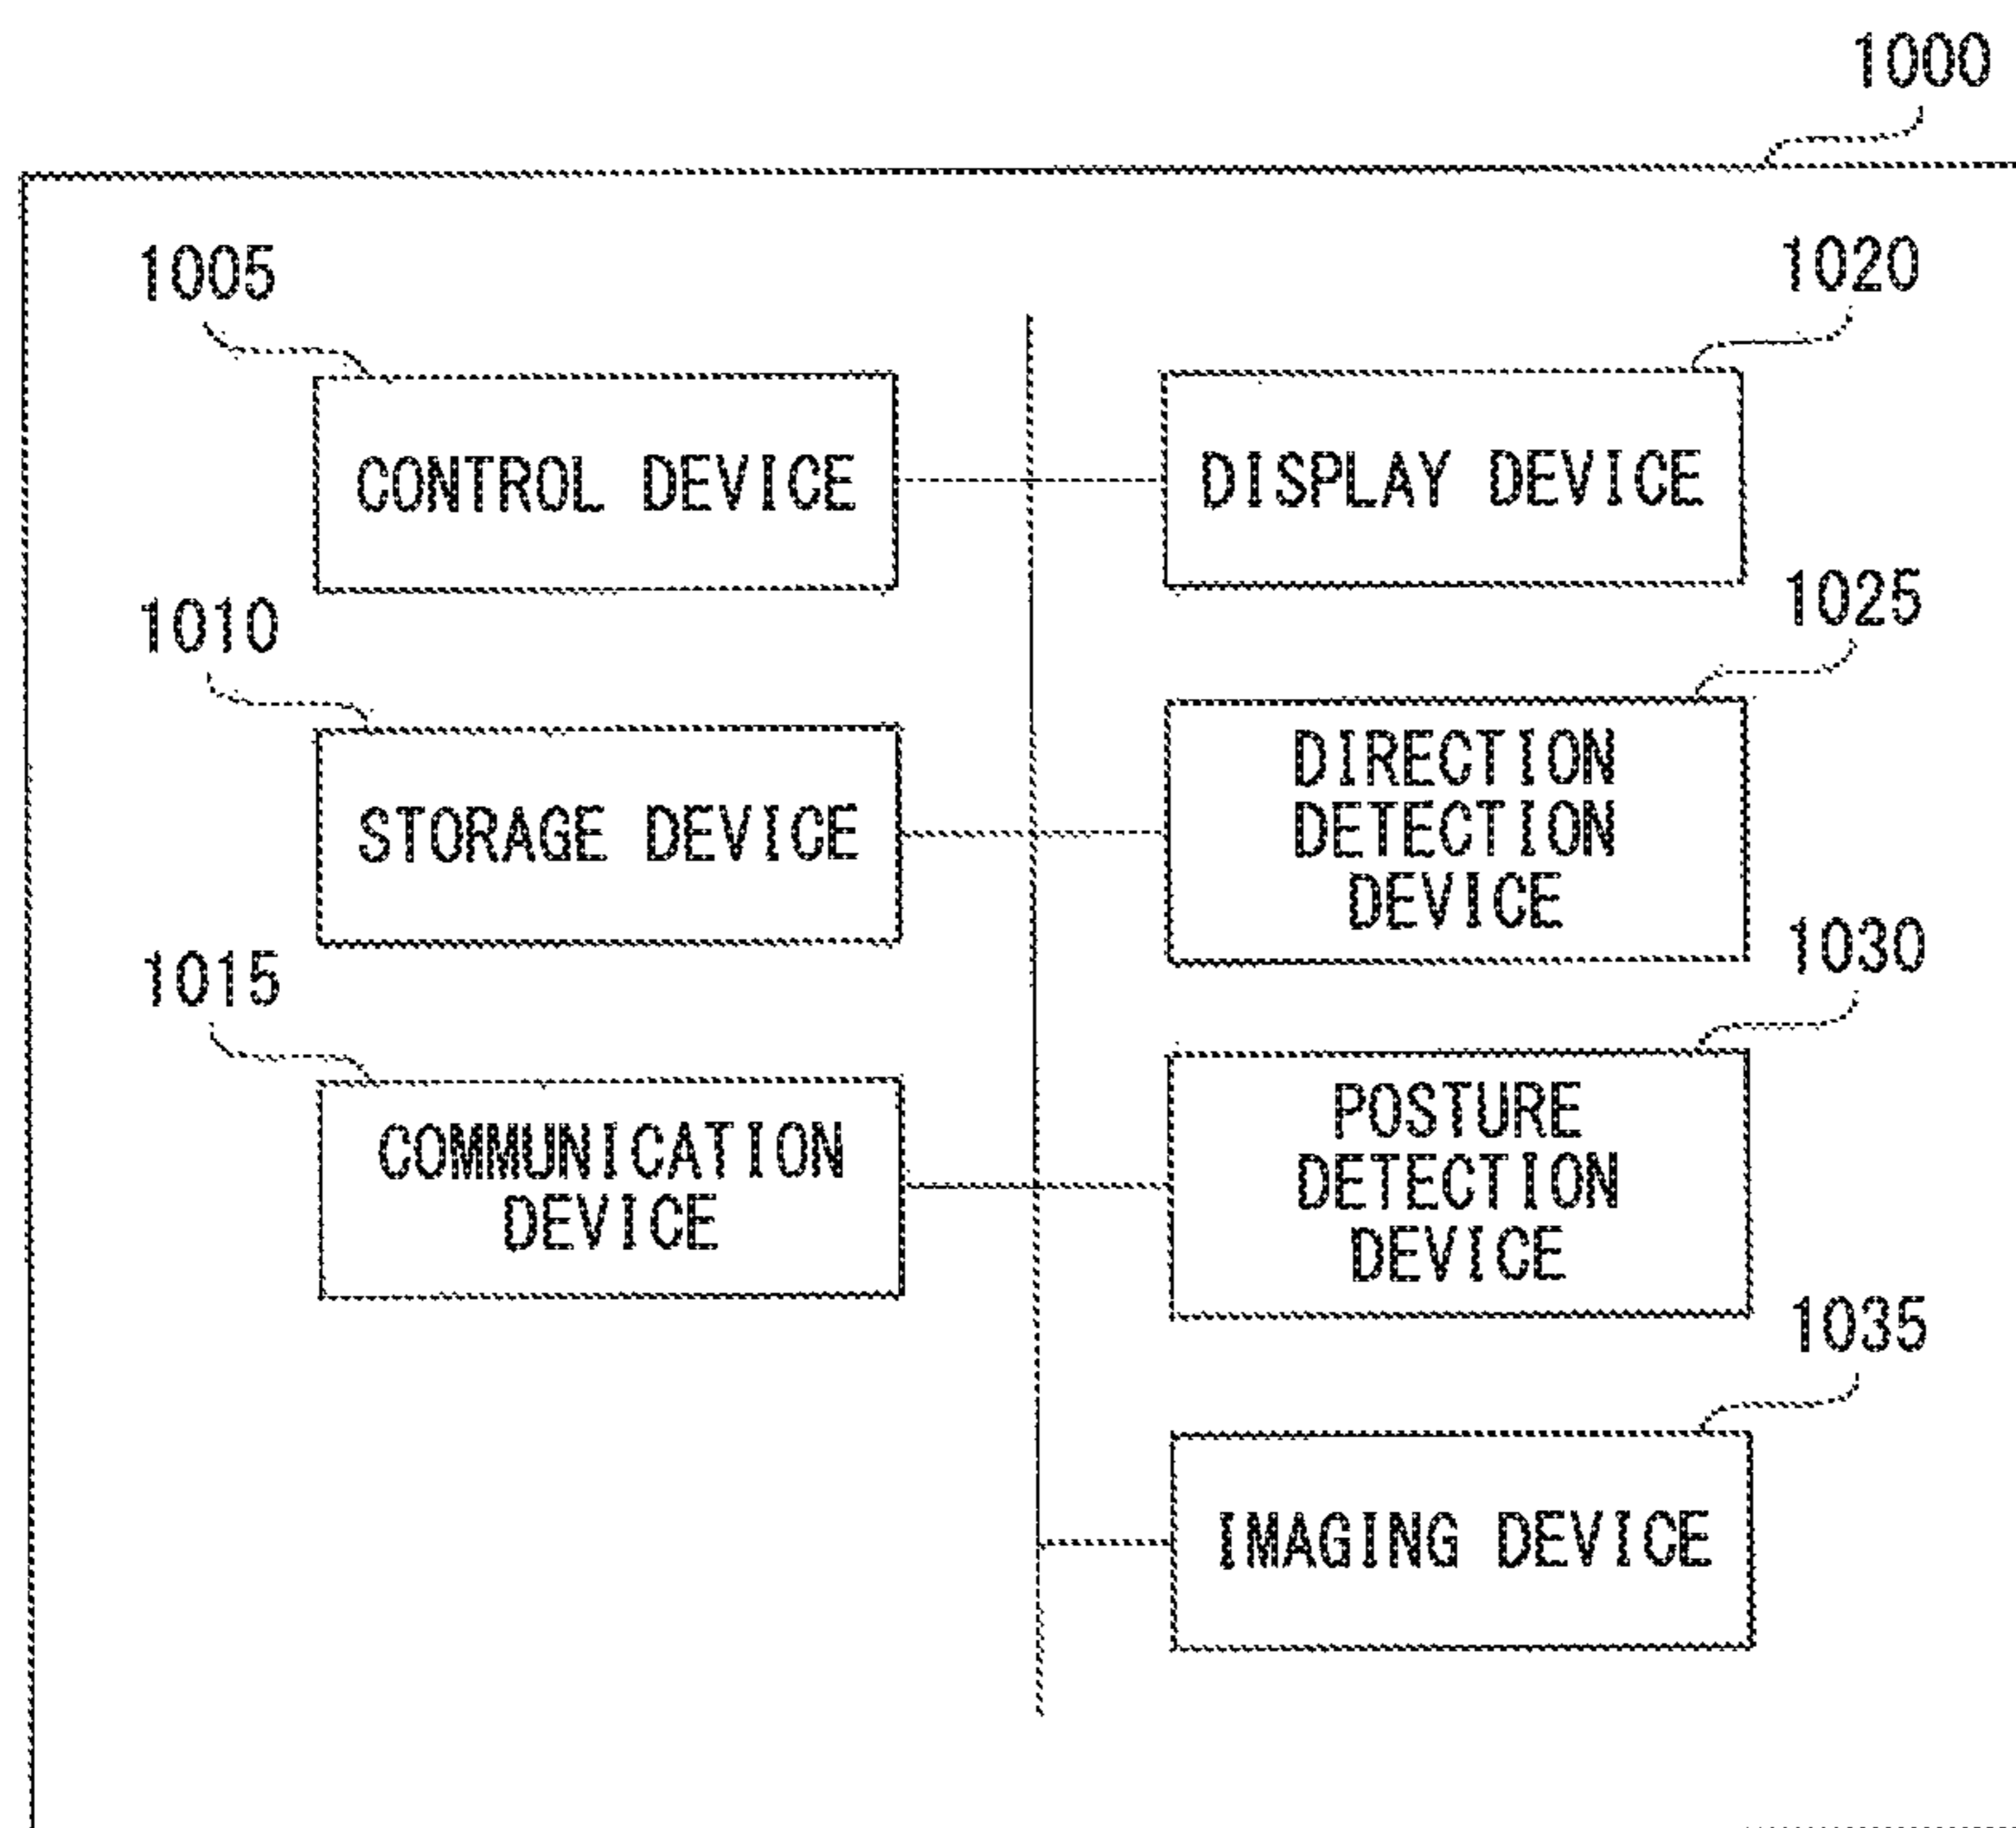 1000
1005
CONTROL DEVICE
1010
STORAGE DEVICE
1015
COMMUNICATION
DEVICE
1020
DISPLAY DEVICE
1025
DIRECTION
DETECTION
DEVICE
1030
POSTURE
DETECTION
DEVICE
1035
IMAGING DEVICE